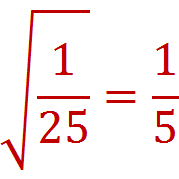 √(1/25) = 1/5